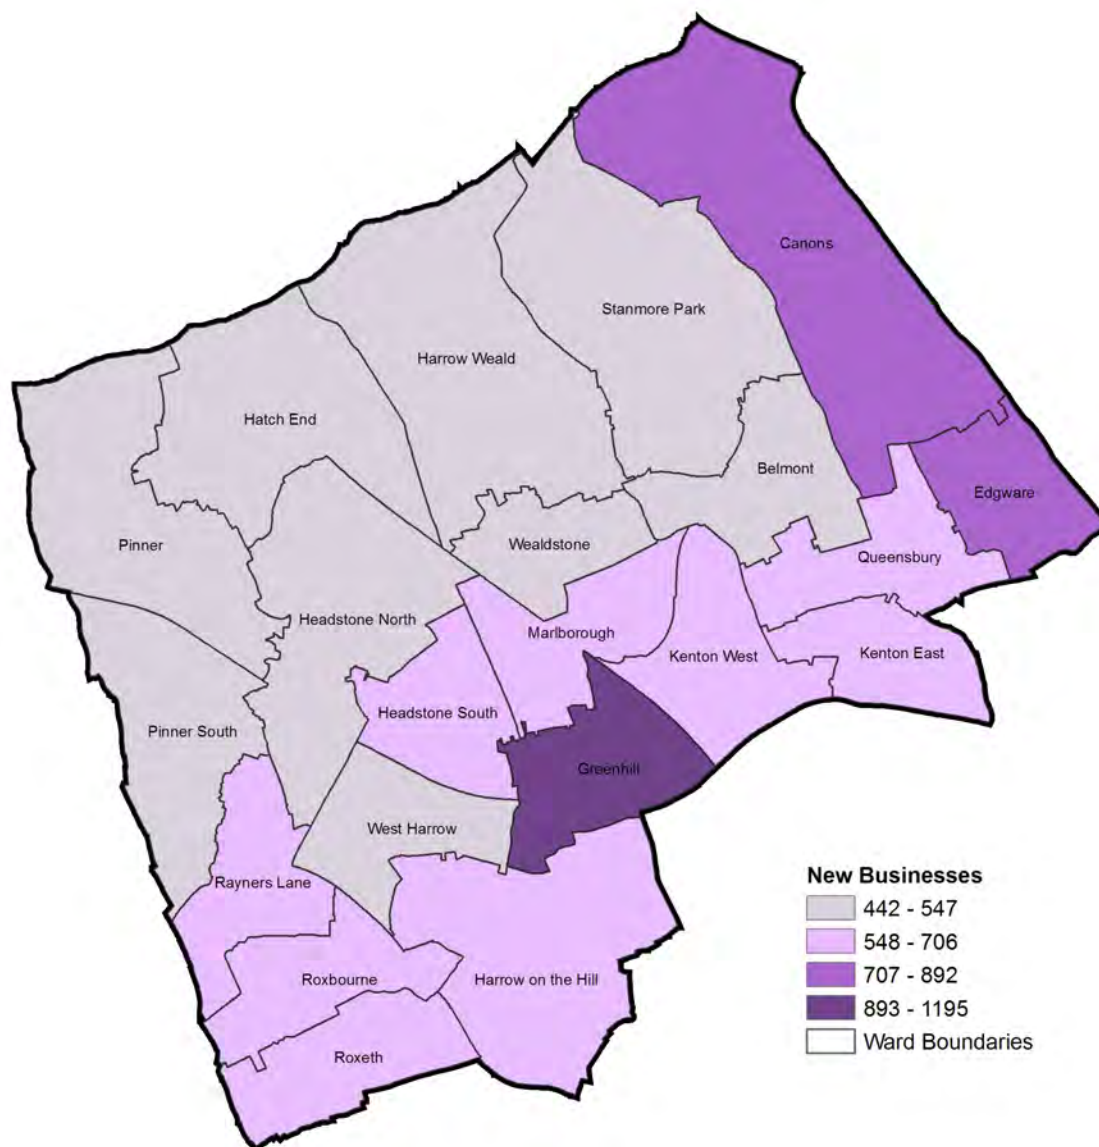 Canons
Stanmore Park
Harrow Weald
Hatch End
Belmont
Edgware
Pinner
Wealdstone
Queensbury
Headstone North
Marlborough
Kenton West
Kenton East
Headstone South
Pinner South
Greenhill
West Harrow
Rayners Lane
Roxbourne
Harrow on the Hill
Roxeth
New Businesses
442 - 547
548 - 706
707 - 892
893 - 1195
Ward Boundaries